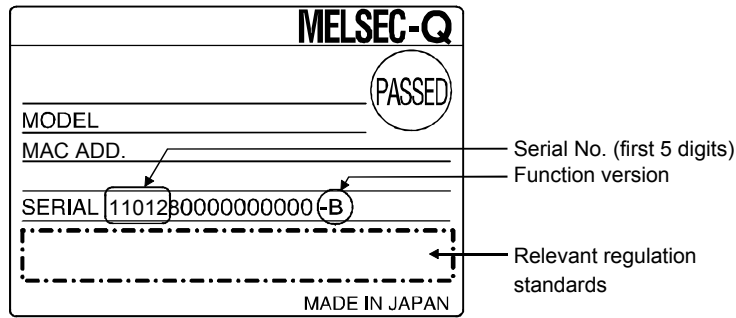 MELSEC-Q
PASSED
MODEL
MAC ADD.
SERIAL 1101280000000000-B
MADE IN JAPAN
Serial No. (first 5 digits)
Function version
Relevant regulation
standards